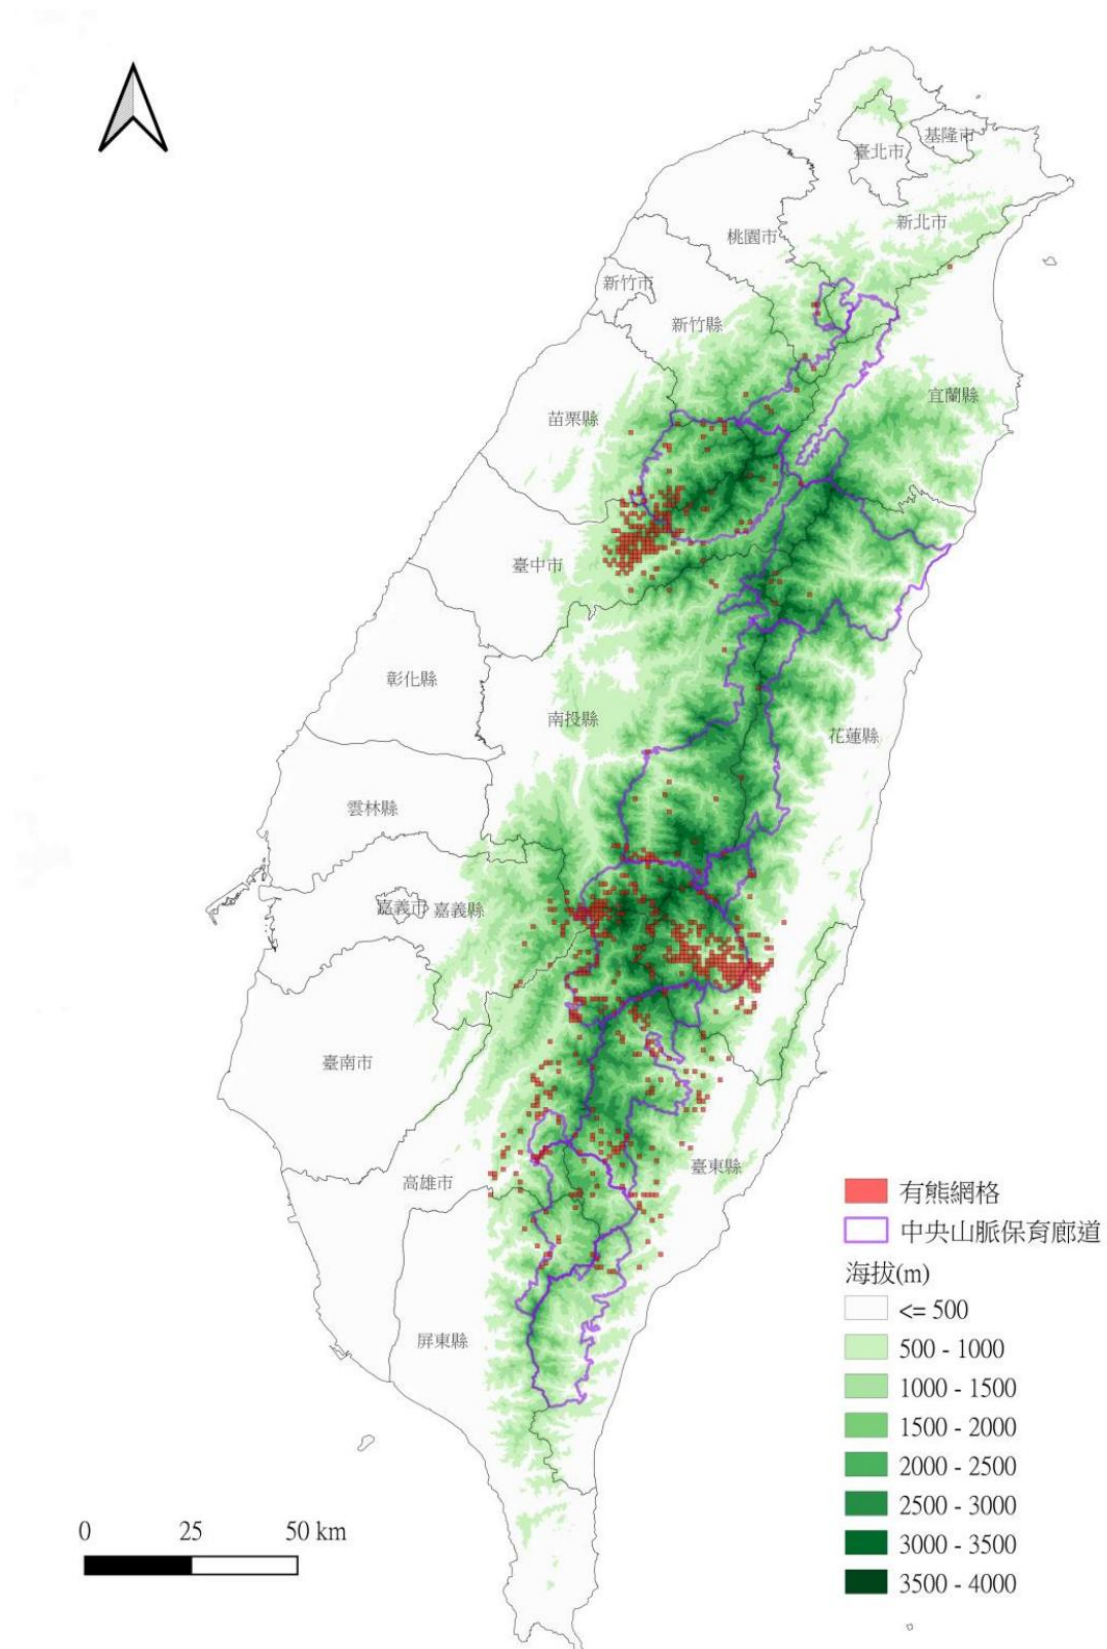 基隆市
臺北市
新北市
桃園市
新竹市
新竹縣
宜蘭縣
苗栗縣
臺中市
彰化縣
南投縣
花蓮縣
雲林縣
嘉義市 嘉義縣
臺南市
臺東縣
高雄市
屏東縣
有熊網格
中央山脈保育廊道
海拔(m)
<= 500
500 - 1000
1000 - 1500
1500 - 2000
2000 - 2500
2500 - 3000
3000 - 3500
3500 - 4000
0 25 50 km